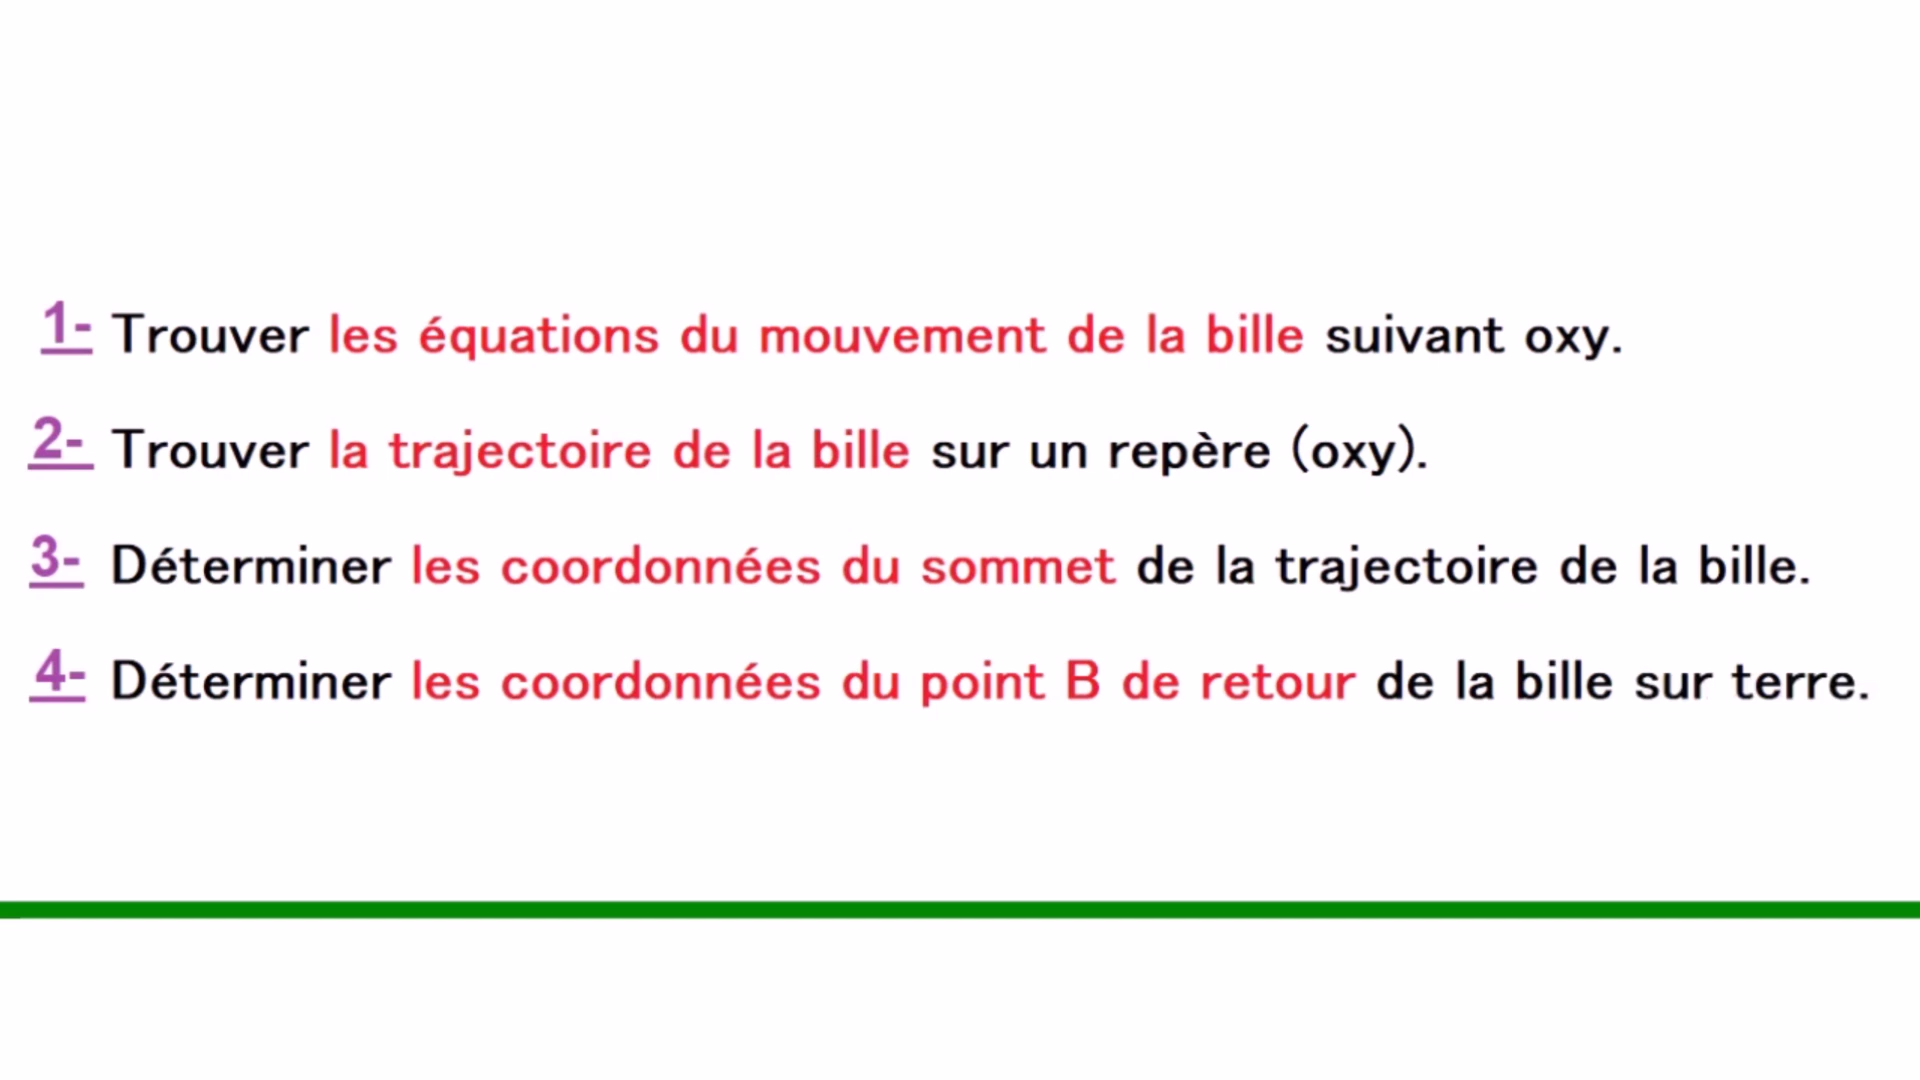 1- Trouver les équations du mouvement de la bille suivant oxy.
2- Trouver la trajectoire de la bille sur un repère (oxy).
3- Déterminer les coordonnées du sommet de la trajectoire de la bille.
4- Déterminer les coordonnées du point B de retour de la bille sur terre.